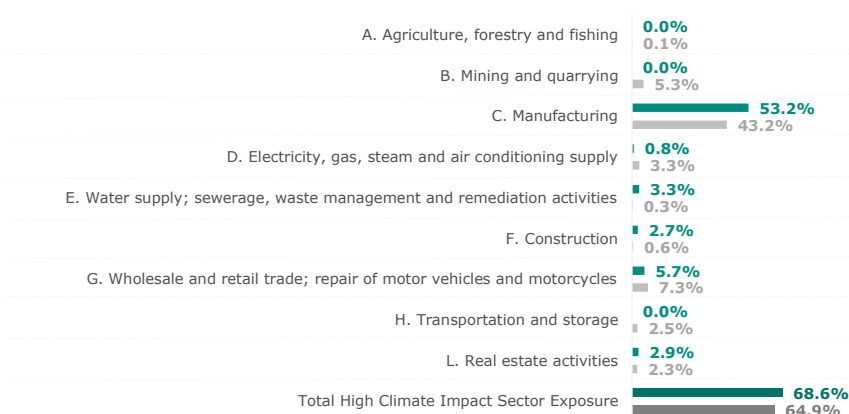 A. Agriculture, forestry and fishing
0.0%
0.1%
B. Mining and quarrying
0.0%
5.3%
C. Manufacturing
53.2%
43.2%
D. Electricity, gas, steam and air conditioning supply
0.8%
3.3%
E. Water supply; sewerage, waste management and remediation activities
3.3%
0.3%
F. Construction
2.7%
0.6%
G. Wholesale and retail trade; repair of motor vehicles and motorcycles
5.7%
7.3%
H. Transportation and storage
0.0%
2.5%
L. Real estate activities
2.9%
2.3%
Total High Climate Impact Sector Exposure
68.6%
64.9%